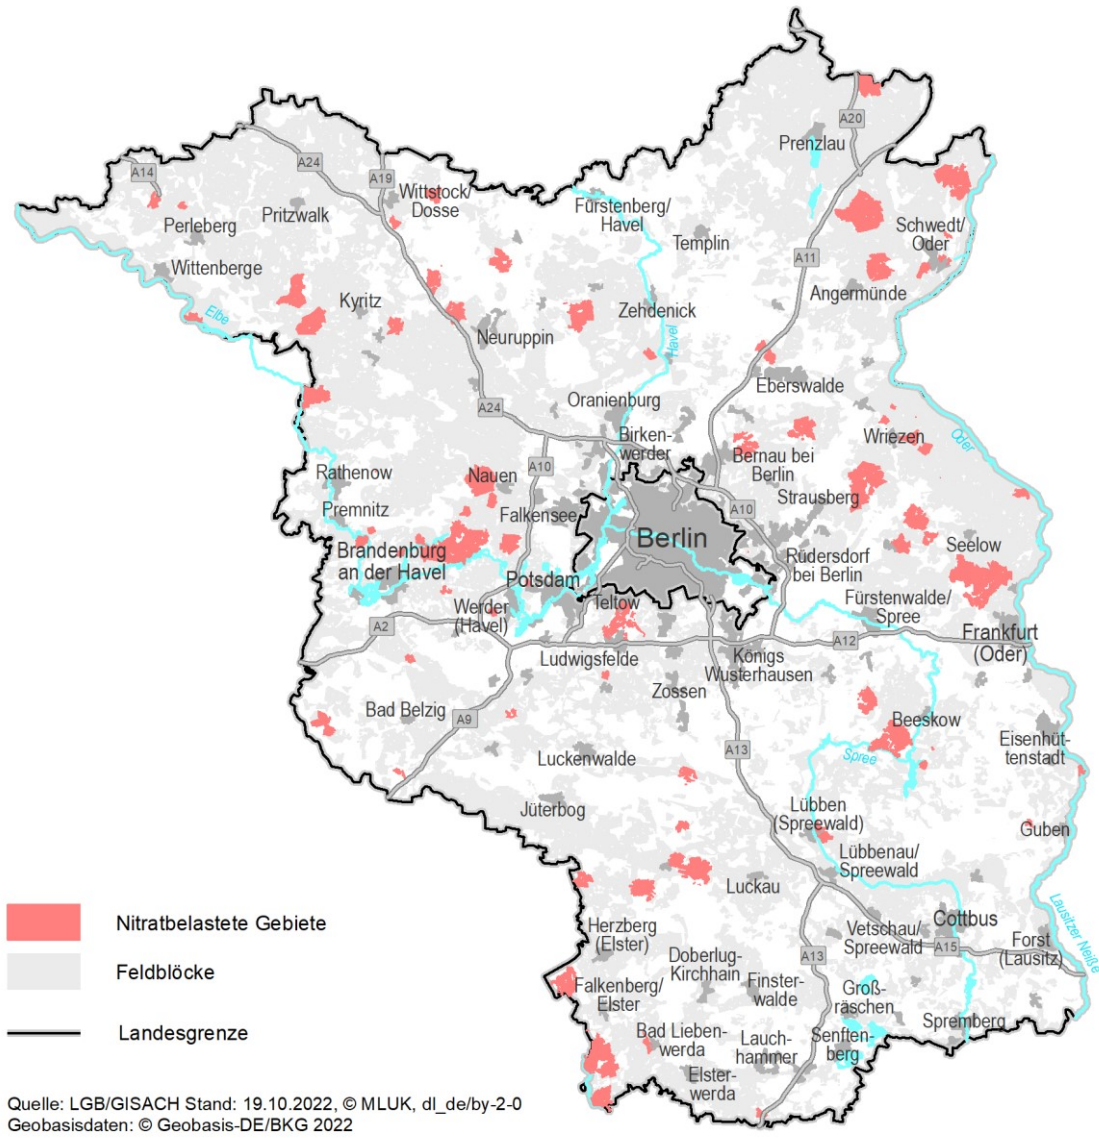 A20
Prenzlau
A14
A24
A19
Wittstock/
Dosse
Perleberg
Pritzwalk
Fürstenberg/
Havel
Templin
Schwedt/
Oder
Wittenberge
A11
Angermünde
Elbe
Kyritz
Zehdenick
Neuruppin
Havel
Eberswalde
A24
Oranienburg
Birken-
werder
Wriezen
Oder
Rathenow
Nauen
A10
Bernau bei
Berlin
Strausberg
Premnitz
Falkensee
A10
Berlin
Seelow
Brandenburg
an der Havel
Potsdam
Rüdersdorf
bei Berlin
Werder
(Havel)
Teltow
Fürstenwalde/
Spree
A2
A12
Frankfurt
(Oder)
Ludwigsfelde
Königs
Wusterhausen
Zossen
Bad Belzig
A9
Beeskow
Eisenhüt-
tenstadt
A13
Spree
Luckenwalde
Jüterbog
Lübben
(Spreewald)
Guben
Lübbenau/
Spreewald
Luckau
Lausitzer Neiße
Herzberg
(Elster)
Vetschau/
Spreewald
Cottbus
A15
Forst
(Lausitz)
Doberlug-
Kirchhain
A13
Falkenberg/
Elster
Finster-
walde
Groß-
räschen
Bad Lieben-
werda
Lauch-
hammer
Senften-
berg
Spremberg
Elster-
werda
Nitratbelastete Gebiete
Feldblöcke
Landesgrenze
Quelle: LGB/GISACH Stand: 19.10.2022, © MLUK, dl_de/by-2-0
Geobasisdaten: © Geobasis-DE/BKG 2022